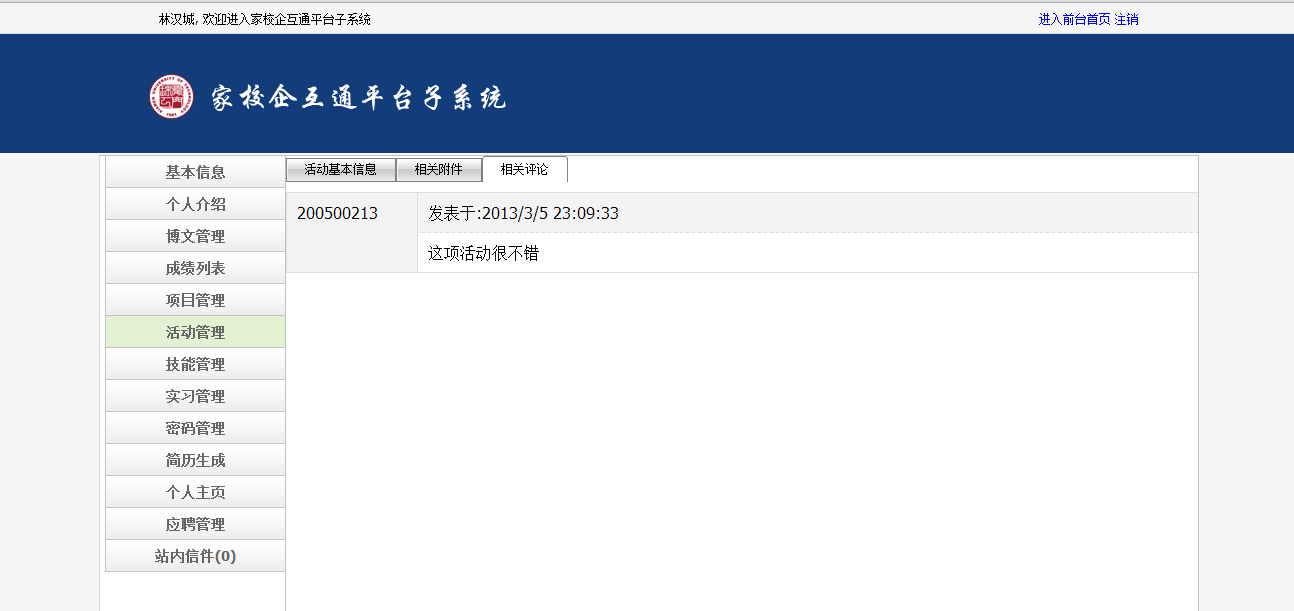 林汉城, 欢迎进入家校企互通平台子系统
进入前台首页 注销
家校企互通平台子系统
基本信息
个人介绍
博文管理
成绩列表
项目管理
活动管理
技能管理
实习管理
密码管理
简历生成
个人主页
应聘管理
站内信件(0)
活动基本信息
相关附件
相关评论
200500213
发表于:2013/3/5 23:09:33
这项活动很不错